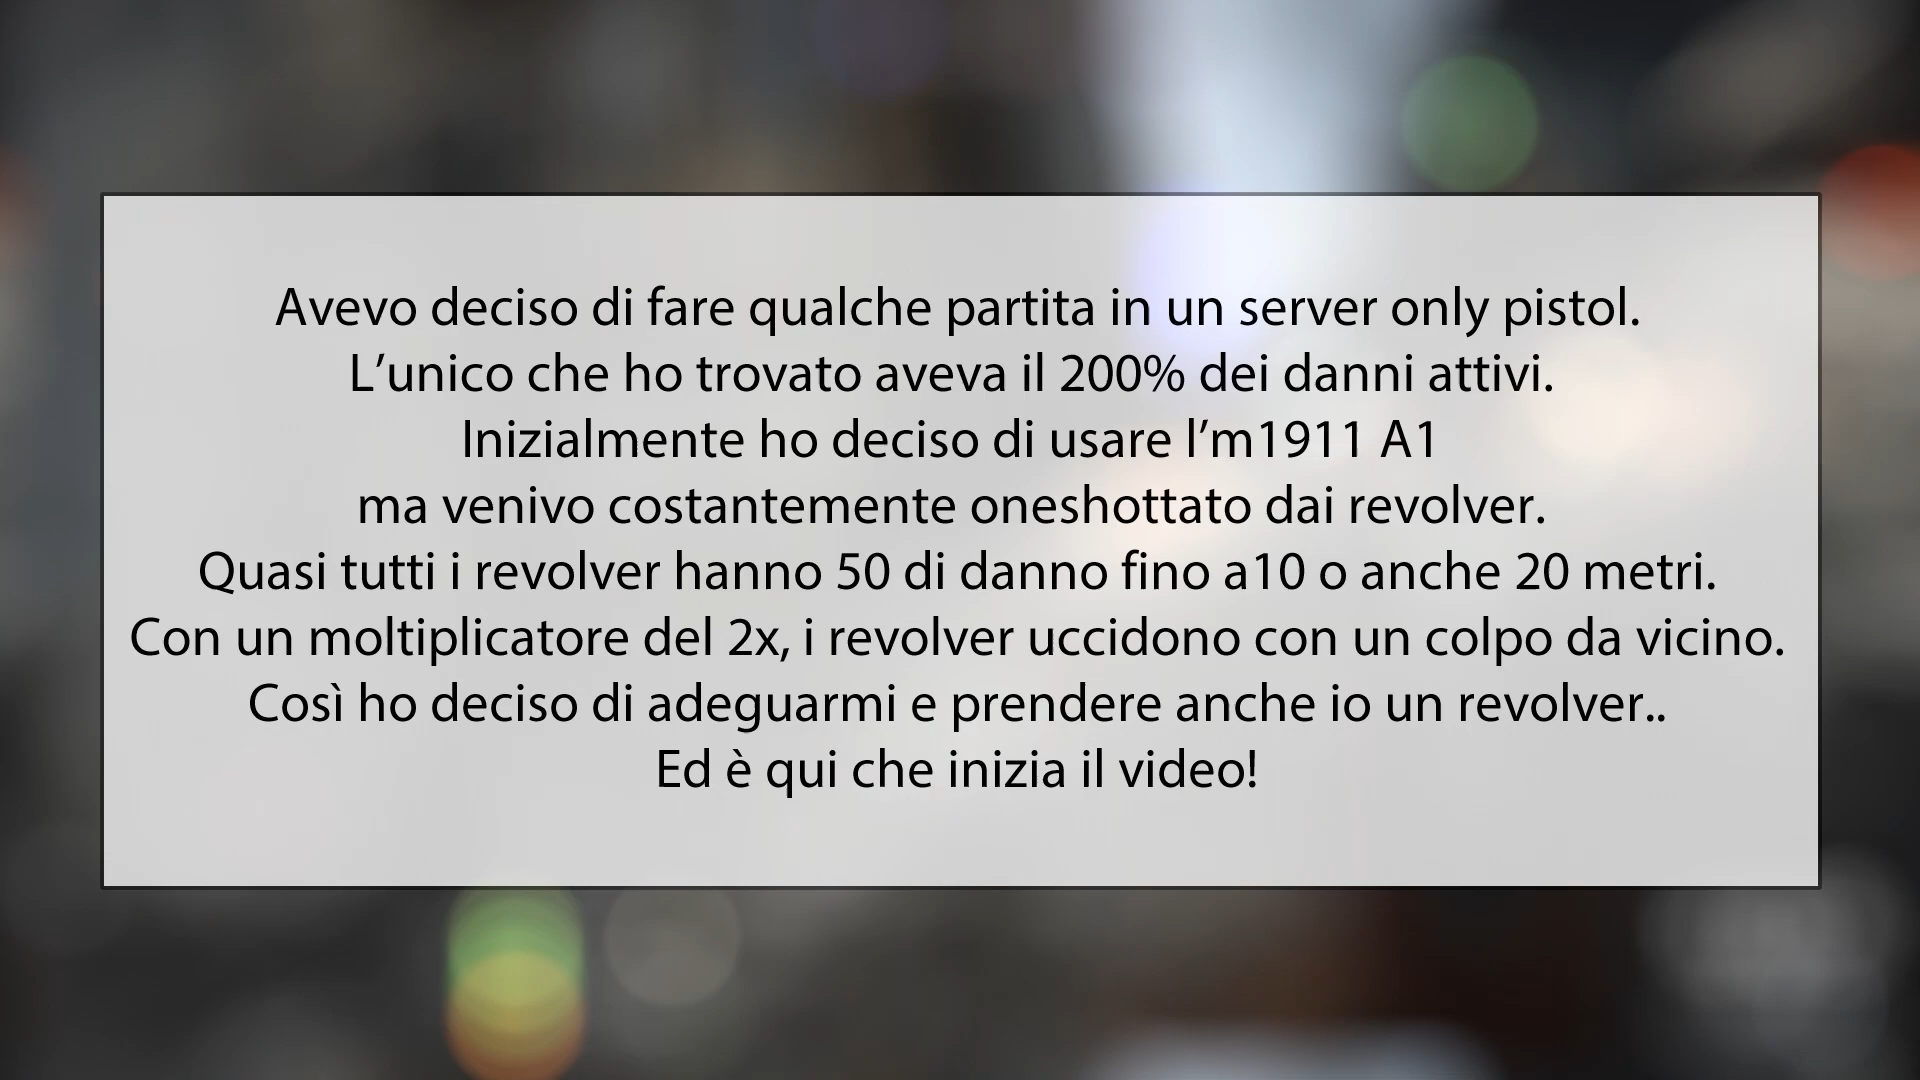 Avevo deciso di fare qualche partita in un server only pistol.
L’unico che ho trovato aveva il 200% dei danni attivi.
Inizialmente ho deciso di usare l’m1911 A1
ma venivo costantemente oneshottato dai revolver.
Quasi tutti i revolver hanno 50 di danno fino a10 o anche 20 metri.
Con un moltiplicatore del 2x, i revolver uccidono con un colpo da vicino.
Così ho deciso di adeguarmi e prendere anche io un revolver..
Ed è qui che inizia il video!